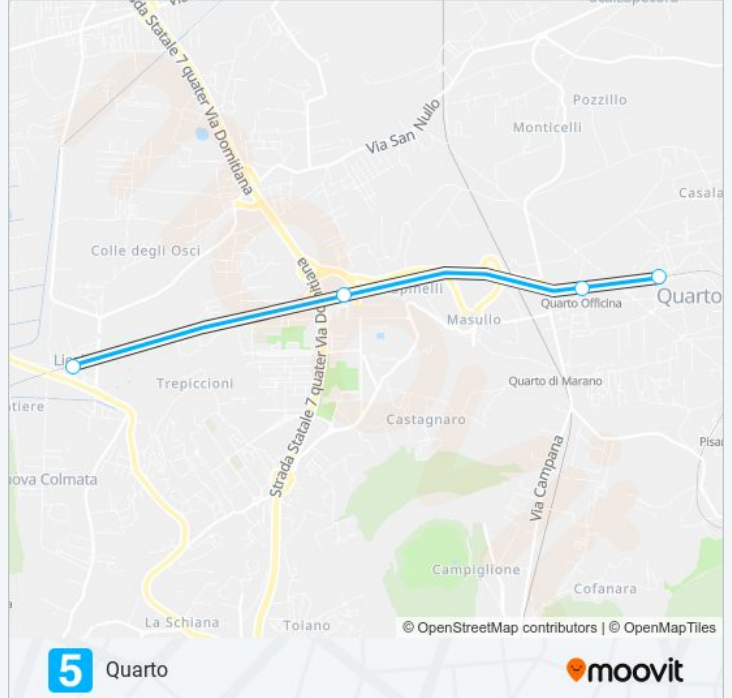 da Statale 7 quater Via Domitiana
Via San Nullo
Pozzillo
Monticelli
Casala
Colle degli Osci
Quarto Officina
Quarto
Masullo
Trepiccioni
Strada Statale 7 quater Via Domitiana
Quarto di Marano
ntiere
Castagnaro
Pisa
ova Colmata
Via Campana
Campiglione
Cofanara
La Schiana
Toiano
© OpenStreetMap contributors | © OpenMapTiles
5 Quarto
moovit